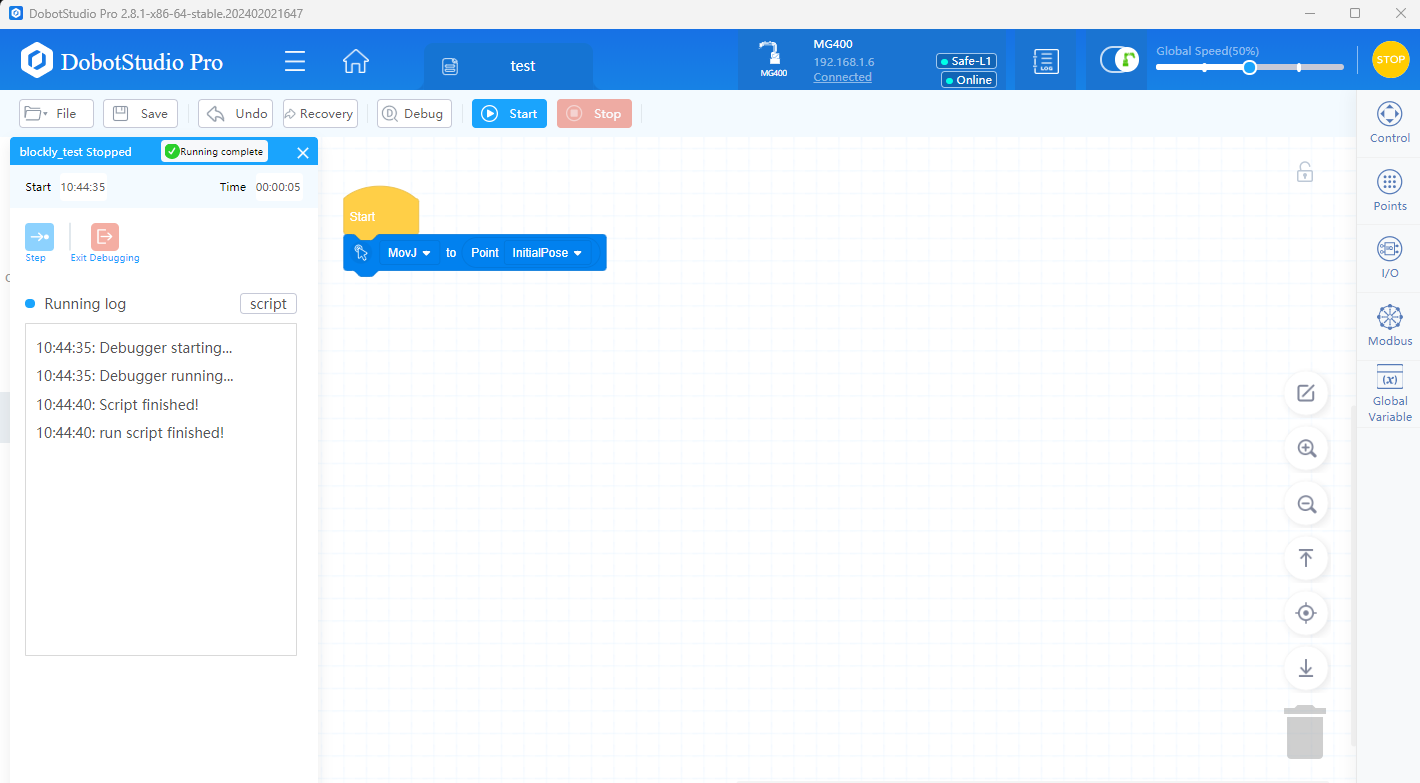 DobotStudio Pro 2.8.1-x86-64-stable.202402021647
DobotStudio Pro
test
MG400
MG400
192.168.1.6
Connected
Safe-L1
Online
LOG
Global Speed(50%)
STOP
File
Save
Undo
Recovery
Debug
Start
Stop
blockly_test Stopped
Running complete
Start 10:44:35
Time 00:00:05
Step
Exit Debugging
Running log
script
10:44:35: Debugger starting...
10:44:35: Debugger running...
10:44:40: Script finished!
10:44:40: run script finished!
Start
MovJ to Point InitialPose
Control
Points
I/O
Modbus
(x)
Global
Variable